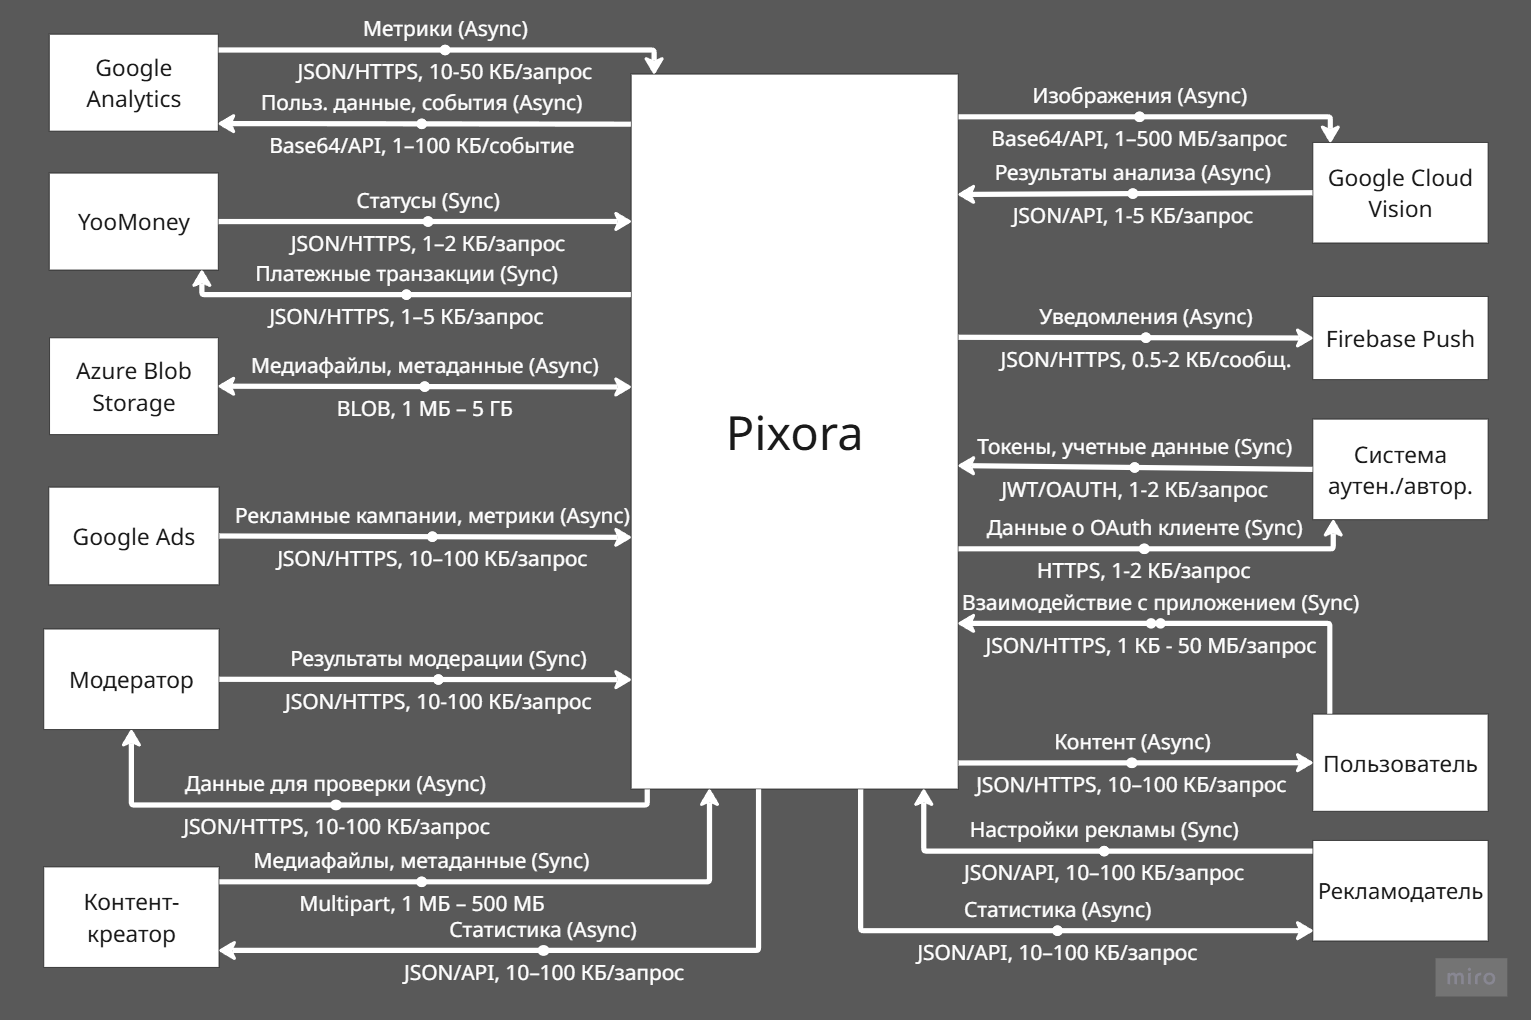 Метрики (Async)
Google
Analytics
JSON/HTTPS, 10-50 КБ/запрос
Польз. данные, события (Async)
Base64/API, 1–100 КБ/событие
YooMoney
Статусы (Sync)
JSON/HTTPS, 1–2 КБ/запрос
Платежные транзакции (Sync)
JSON/HTTPS, 1–5 КБ/запрос
Azure Blob
Storage
Медиафайлы, метаданные (Async)
BLOB, 1 МБ – 5 ГБ
Google Ads
Рекламные кампании, метрики (Async)
JSON/HTTPS, 10–100 КБ/запрос
Модератор
Результаты модерации (Sync)
JSON/HTTPS, 10-100 КБ/запрос
Данные для проверки (Async)
JSON/HTTPS, 10-100 КБ/запрос
Контент-
креатор
Медиафайлы, метаданные (Sync)
Multipart, 1 МБ – 500 МБ
Статистика (Async)
JSON/API, 10–100 КБ/запрос
Pixora
Изображения (Async)
Base64/API, 1–500 МБ/запрос
Google Cloud
Vision
Результаты анализа (Async)
JSON/API, 1-5 КБ/запрос
Уведомления (Async)
JSON/HTTPS, 0.5-2 КБ/сообщ.
Firebase Push
Токены, учетные данные (Sync)
JWT/OAUTH, 1-2 КБ/запрос
Система
аутен./автор.
Данные о OAuth клиенте (Sync)
HTTPS, 1-2 КБ/запрос
Взаимодействие с приложением (Sync)
JSON/HTTPS, 1 КБ - 50 МБ/запрос
Контент (Async)
JSON/HTTPS, 10–100 КБ/запрос
Пользователь
Настройки рекламы (Sync)
JSON/API, 10–100 КБ/запрос
Рекламодатель
Статистика (Async)
JSON/API, 10–100 КБ/запрос
miro